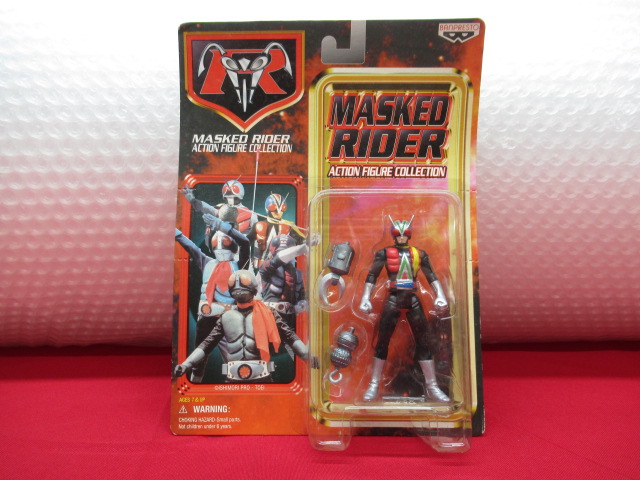 MASKED RIDER
ACTION FIGURE COLLECTION
©ISHIMORI PRO・TOEI
AGES 7 & UP
WARNING:
CHOKING HAZARD-Small parts.
Not children under 6 years.
BANPRESTO
MASKED
RIDER
ACTION FIGURE COLLECTION